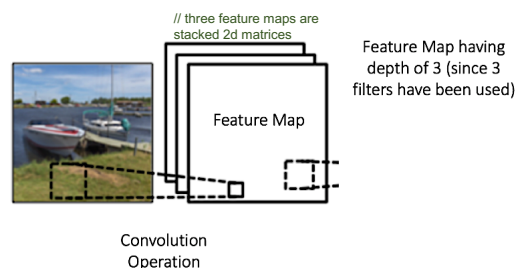 // three feature maps are
stacked 2d matrices
Feature Map having
depth of 3 (since 3
filters have been used)
Feature Map
Convolution
Operation